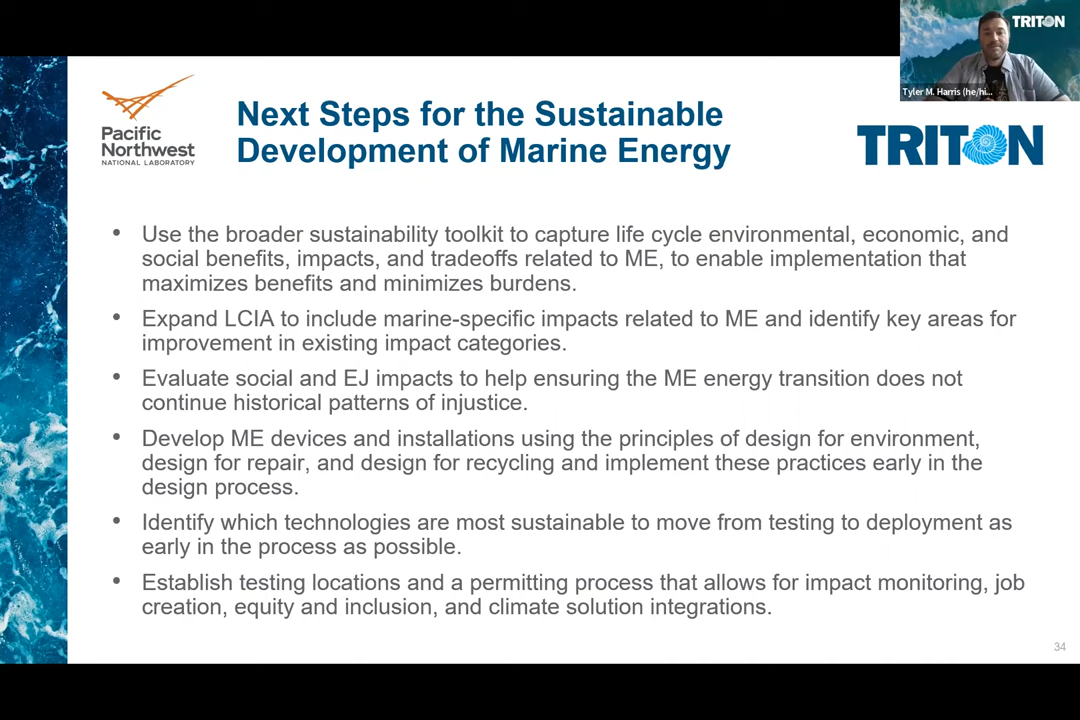 TRITON
Tyler M. Harris (he/hi...
Pacific
Northwest
NATIONAL LABORATORY
Next Steps for the Sustainable
Development of Marine Energy
TRITON
• Use the broader sustainability toolkit to capture life cycle environmental, economic, and
social benefits, impacts, and tradeoffs related to ME, to enable implementation that
maximizes benefits and minimizes burdens.
• Expand LCIA to include marine-specific impacts related to ME and identify key areas for
improvement in existing impact categories.
• Evaluate social and EJ impacts to help ensuring the ME energy transition does not
continue historical patterns of injustice.
• Develop ME devices and installations using the principles of design for environment,
design for repair, and design for recycling and implement these practices early in the
design process.
• Identify which technologies are most sustainable to move from testing to deployment as
early in the process as possible.
• Establish testing locations and a permitting process that allows for impact monitoring, job
creation, equity and inclusion, and climate solution integrations.
34